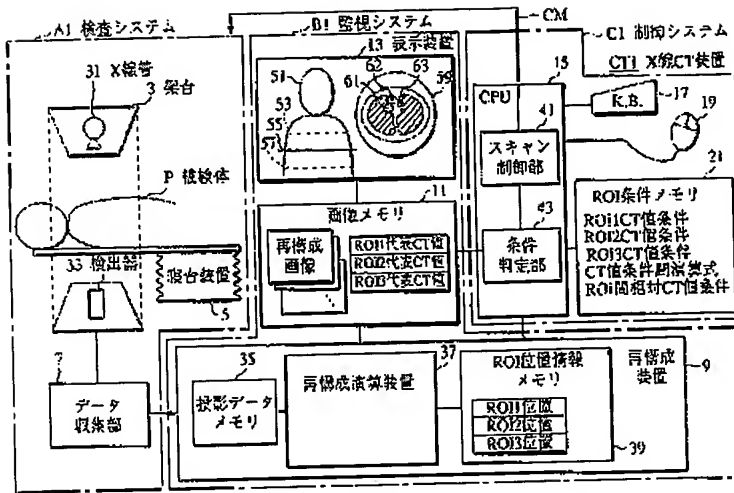 A1 検査システム
B1 監視システム
CM
C1 制御システム
CT1 X線CT装置
31 X線管
3 架台
P 被検体
33 検出器
寝台装置
5
7
データ
収集部
13 表示装置
51
53
55
57
61
62
63
59
11
画像メモリ
再構成
画像
ROI1代表CT値
ROI2代表CT値
ROI3代表CT値
15
CPU
41
スキャン
制御部
43
条件
判定部
K.B.
17
19
21
ROI条件メモリ
ROI1CT値条件
ROI2CT値条件
ROI3CT値条件
CT値条件間演算式
ROI間相対CT値条件
35
投影データ
メモリ
37
再構成演算装置
ROI位置情報
メモリ
ROI1位置
ROI2位置
ROI3位置
39
再構成
装置
9